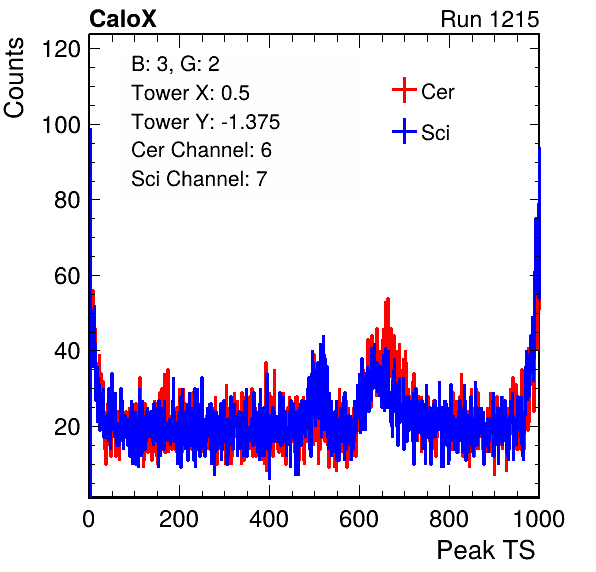 CaloX Run 1215
Counts
B: 3, G: 2
Tower X: 0.5
Tower Y: -1.375
Cer Channel: 6
Sci Channel: 7
Cer
Sci
120
100
80
60
40
20
0 200 400 600 800 1000
Peak TS